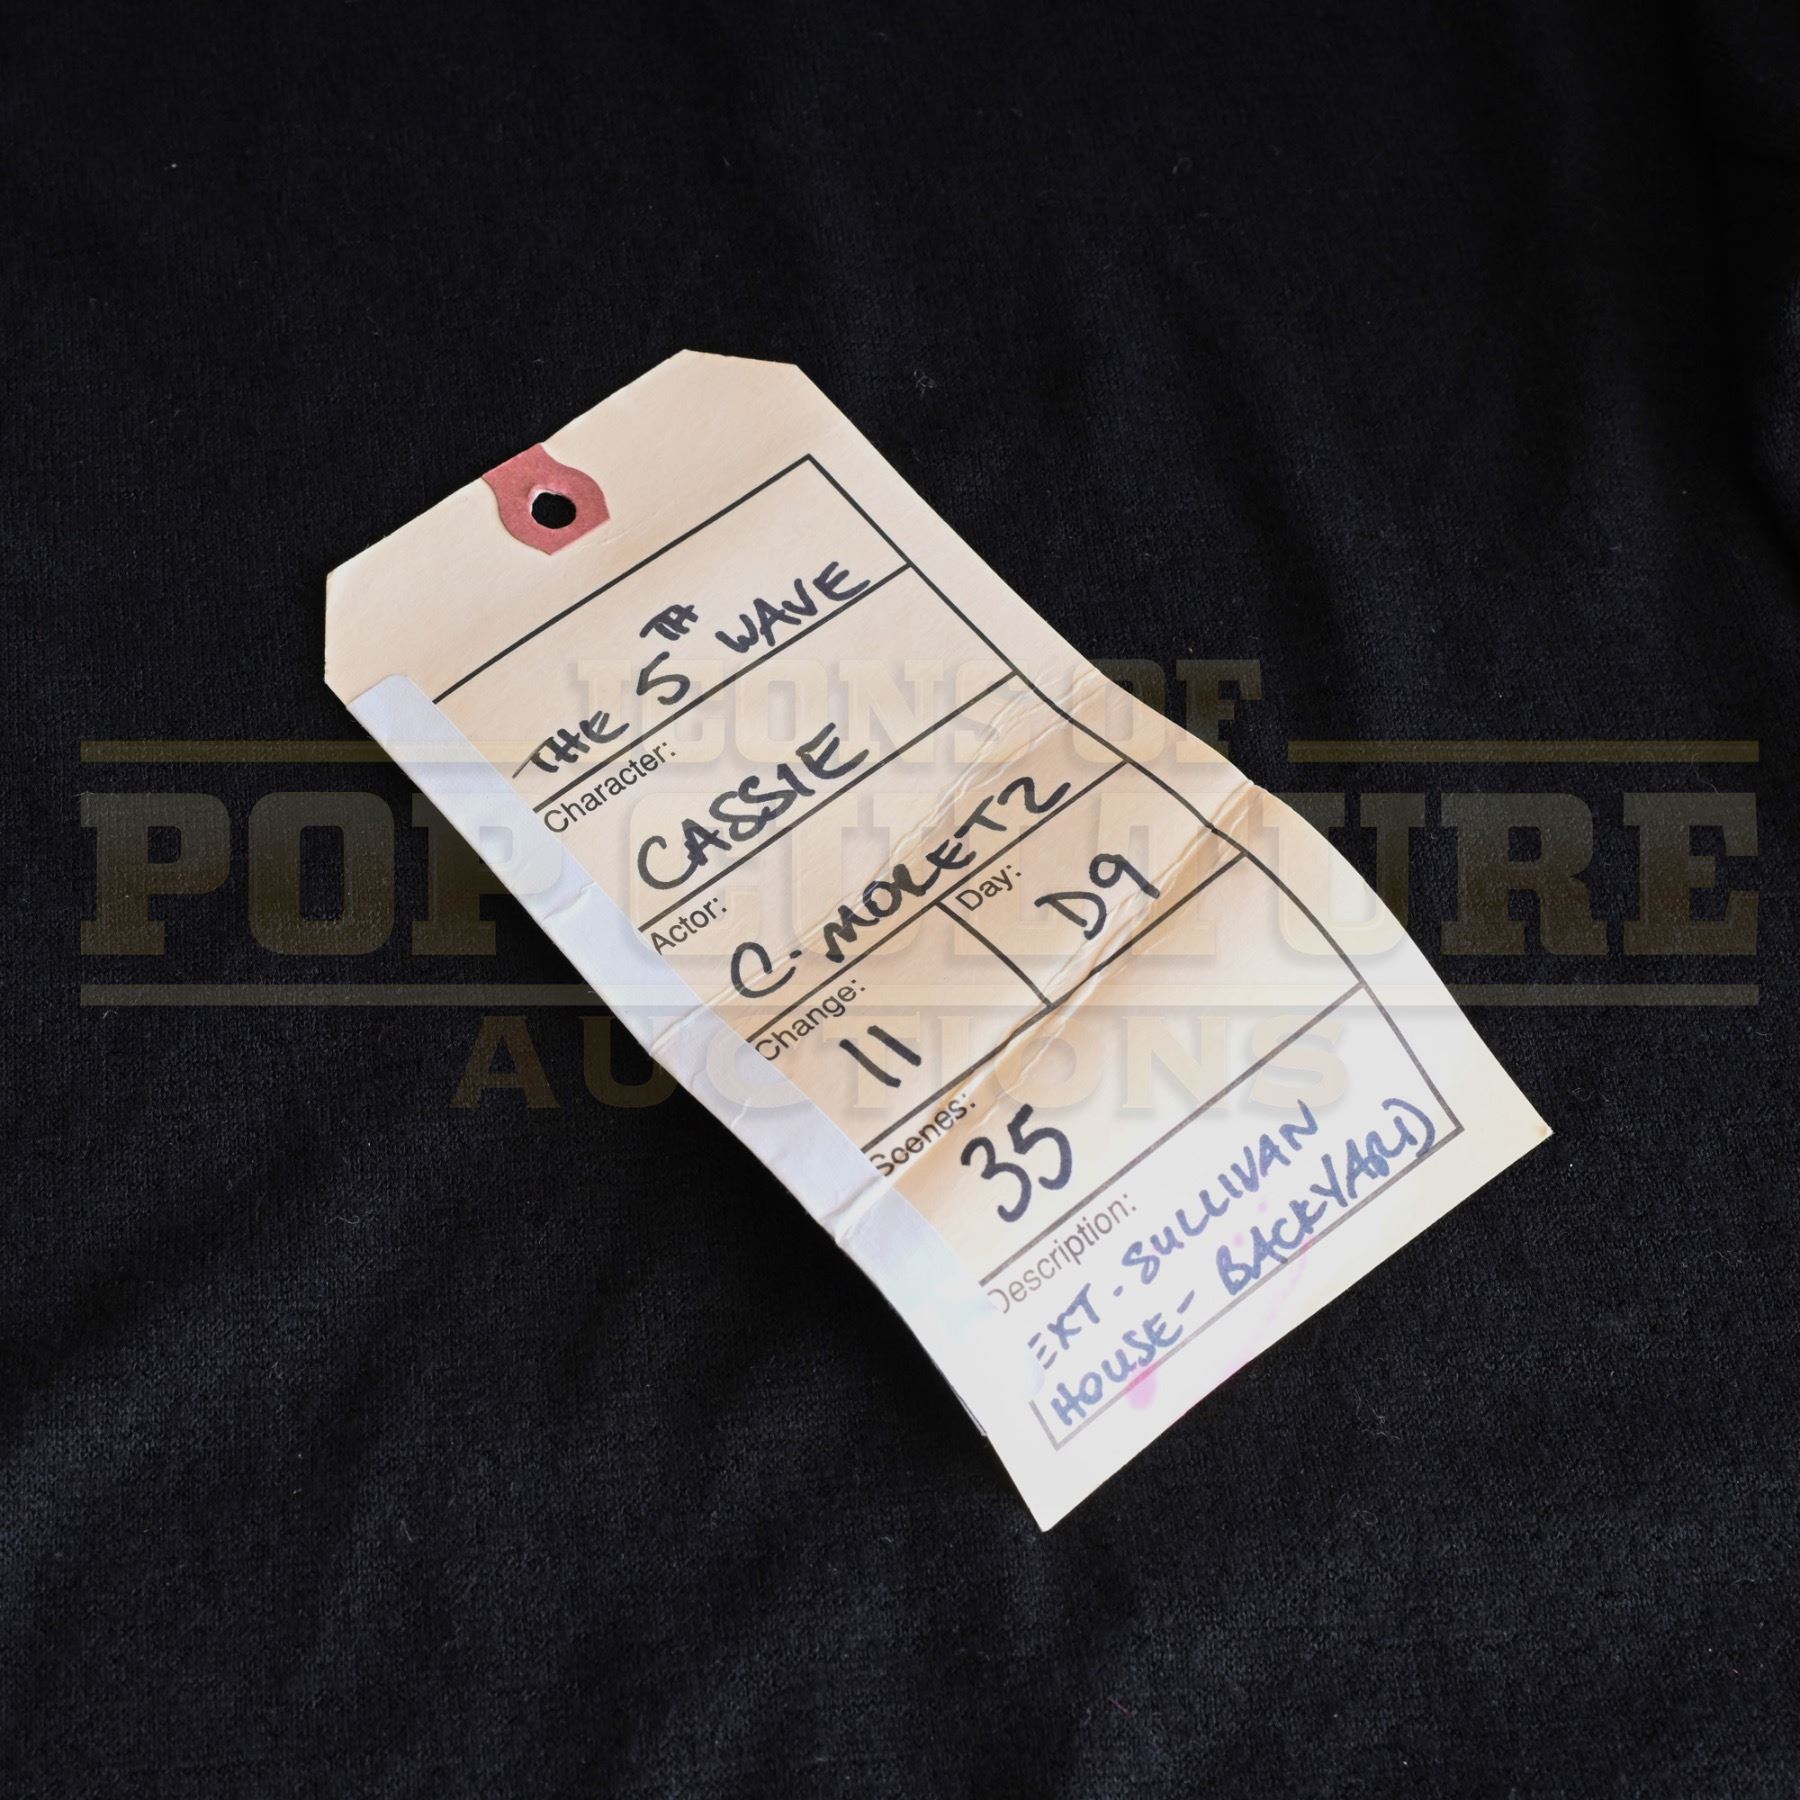 THE 5TH WAVE
Character:
CASSIE
Actor:
C. MORETZ
Change:
11
Day:
D9
Scenes:
35
Description:
EXT - SULLIVAN
HOUSE - BACKYARD
ICONS OF
POP CULTURE
AUCTIONS